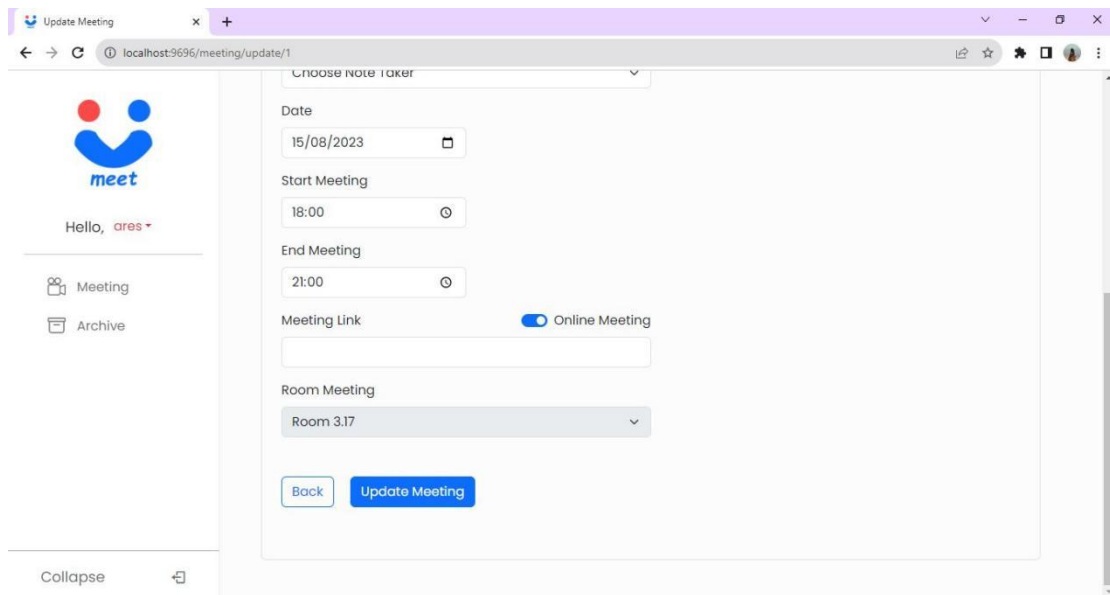 Update Meeting
localhost:9696/meeting/update/1
meet
Hello, ares
Meeting
Archive
Collapse
Choose Note Taker
Date
15/08/2023
Start Meeting
18:00
End Meeting
21:00
Meeting Link Online Meeting
Room Meeting
Room 3.17
Back Update Meeting